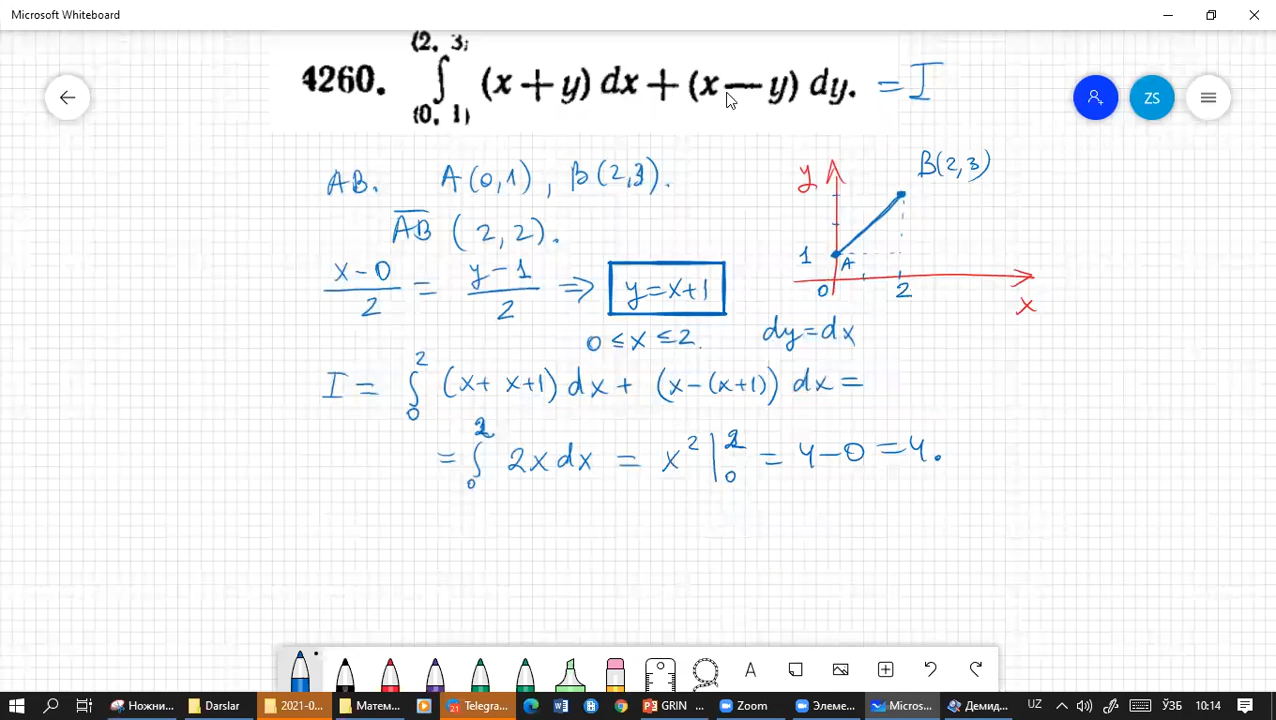 Microsoft Whiteboard
4260. ∫_{(0, 1)}^{(2, 3)} (x + y) dx + (x — y) dy. = I
ZS
AB. A(0,1), B(2,3).
y
B(2,3)
AB (2,2).
1
A
(x-0)/2 = (y-1)/2 => y=x+1
0
2
x
0 ≤ x ≤ 2.
dy=dx
I = ∫_0^2 (x+ x+1) dx + (x-(x+1)) dx =
= ∫_0^2 2x dx = x^2 |_0^2 = 4-0 = 4.
A
Ножни
Darslar
2021-0...
Матем...
Telegra...
GRIN
Zoom
Элеме...
Micros...
Демид...
UZ
ЎЗБ
10:14